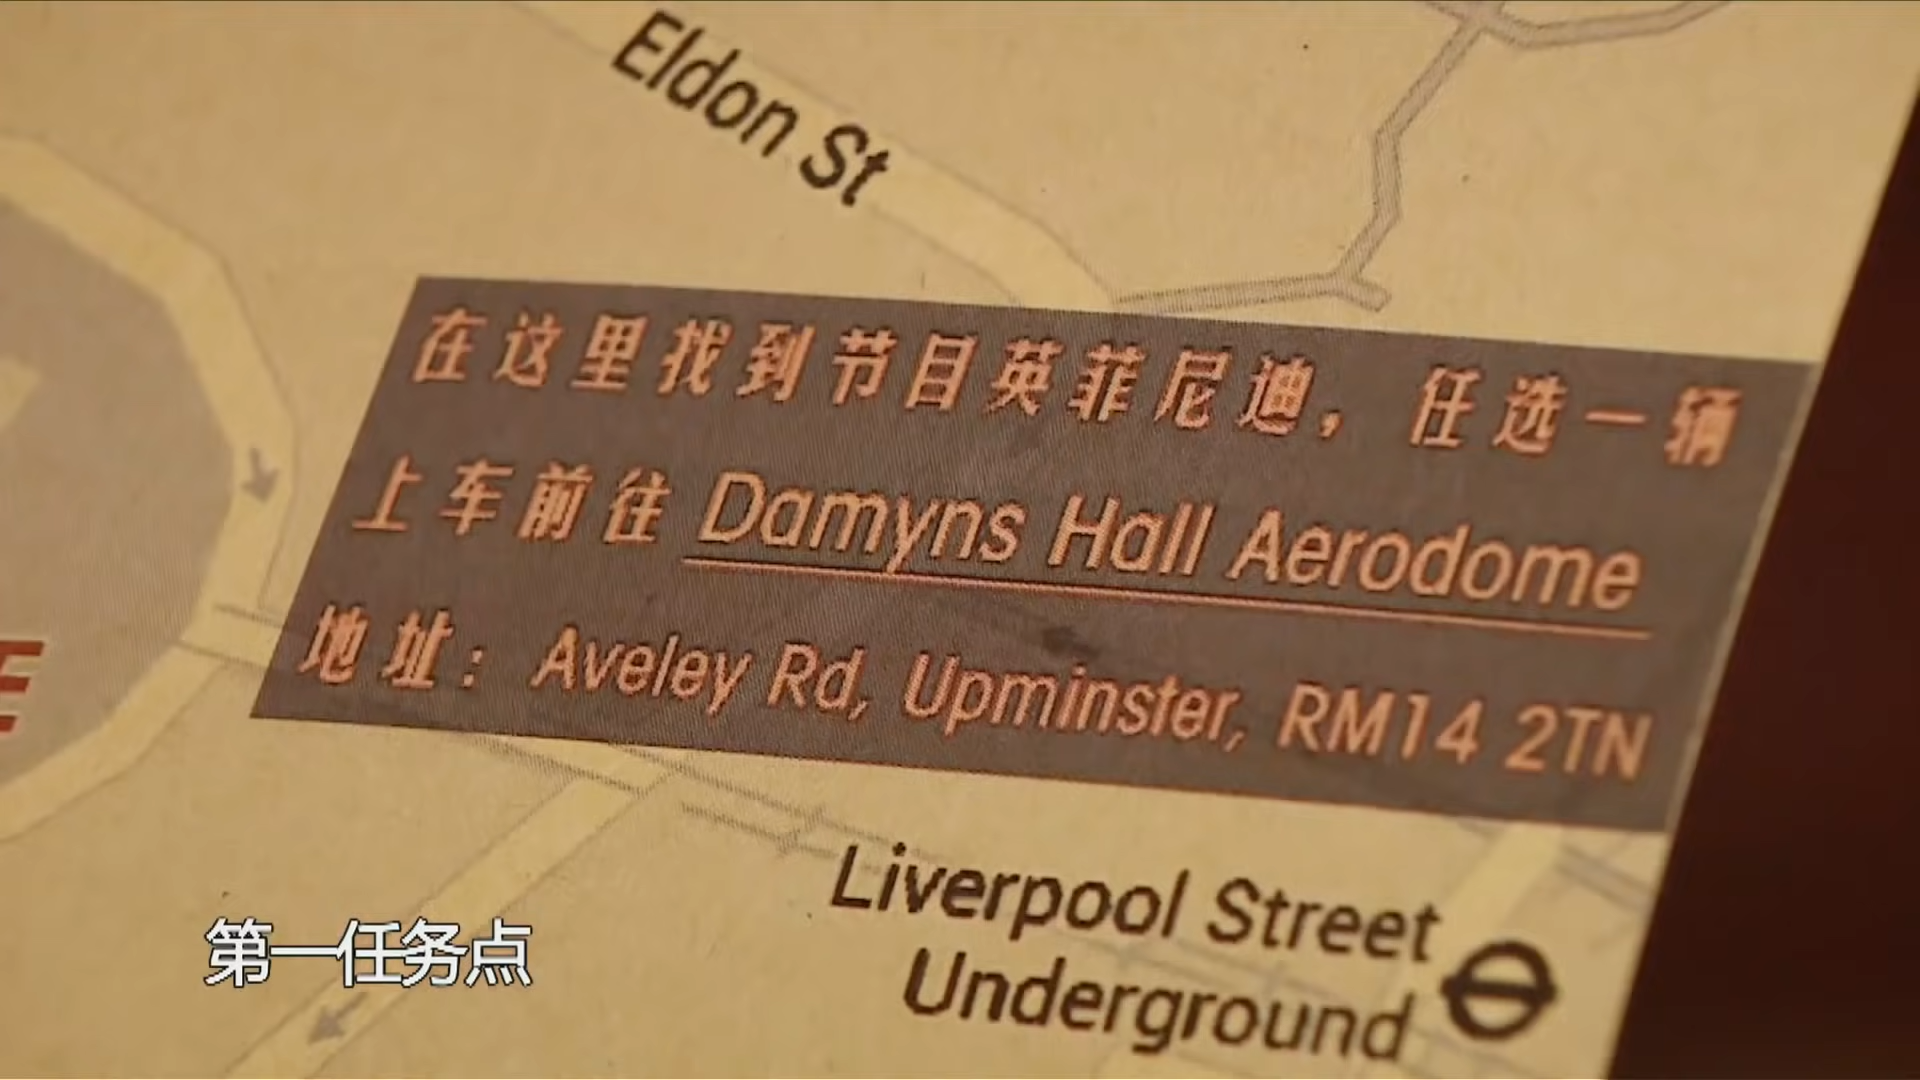 Eldon St
在这里找到节目英菲尼迪，任选一辆
上车前往 Damyns Hall Aerodome
地址：Aveley Rd, Upminster, RM14 2TN
E
Liverpool Street
Underground
第一任务点